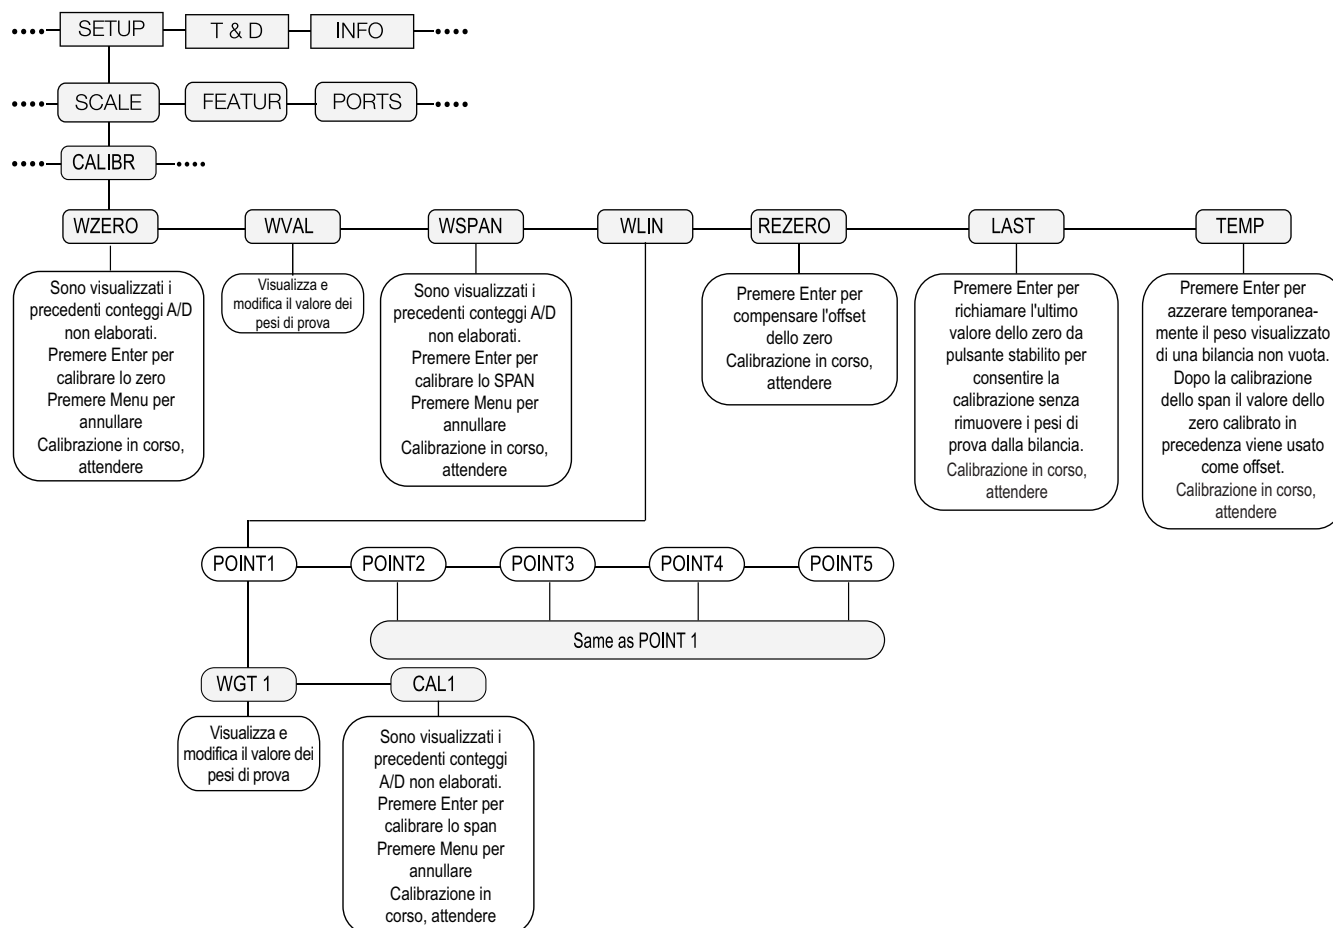 •••• SETUP T & D INFO ••••
•••• SCALE FEATUR PORTS ••••
•••• CALIBR ••••
WZERO WVAL WSPAN WLIN REZERO LAST TEMP
Sono visualizzati i
precedenti conteggi A/D
non elaborati.
Premere Enter per
calibrare lo zero
Premere Menu per
annullare
Calibrazione in corso,
attendere
Visualizza e
modifica il valore dei
pesi di prova
Sono visualizzati i
precedenti conteggi A/D
non elaborati.
Premere Enter per
calibrare lo SPAN
Premere Menu per
annullare
Calibrazione in corso,
attendere
Premere Enter per
compensare l'offset
dello zero
Calibrazione in corso,
attendere
Premere Enter per
richiamare l'ultimo
valore dello zero da
pulsante stabilito per
consentire la
calibrazione senza
rimuovere i pesi di
prova dalla bilancia.
Calibrazione in corso,
attendere
Premere Enter per
azzerare temporanea-
mente il peso visualizzato
di una bilancia non vuota.
Dopo la calibrazione
dello span il valore dello
zero calibrato in
precedenza viene usato
come offset.
Calibrazione in corso,
attendere
POINT1 POINT2 POINT3 POINT4 POINT5
Same as POINT 1
WGT 1 CAL1
Visualizza e
modifica il valore dei
pesi di prova
Sono visualizzati i
precedenti conteggi
A/D non elaborati.
Premere Enter per
calibrare lo span
Premere Menu per
annullare
Calibrazione in
corso, attendere